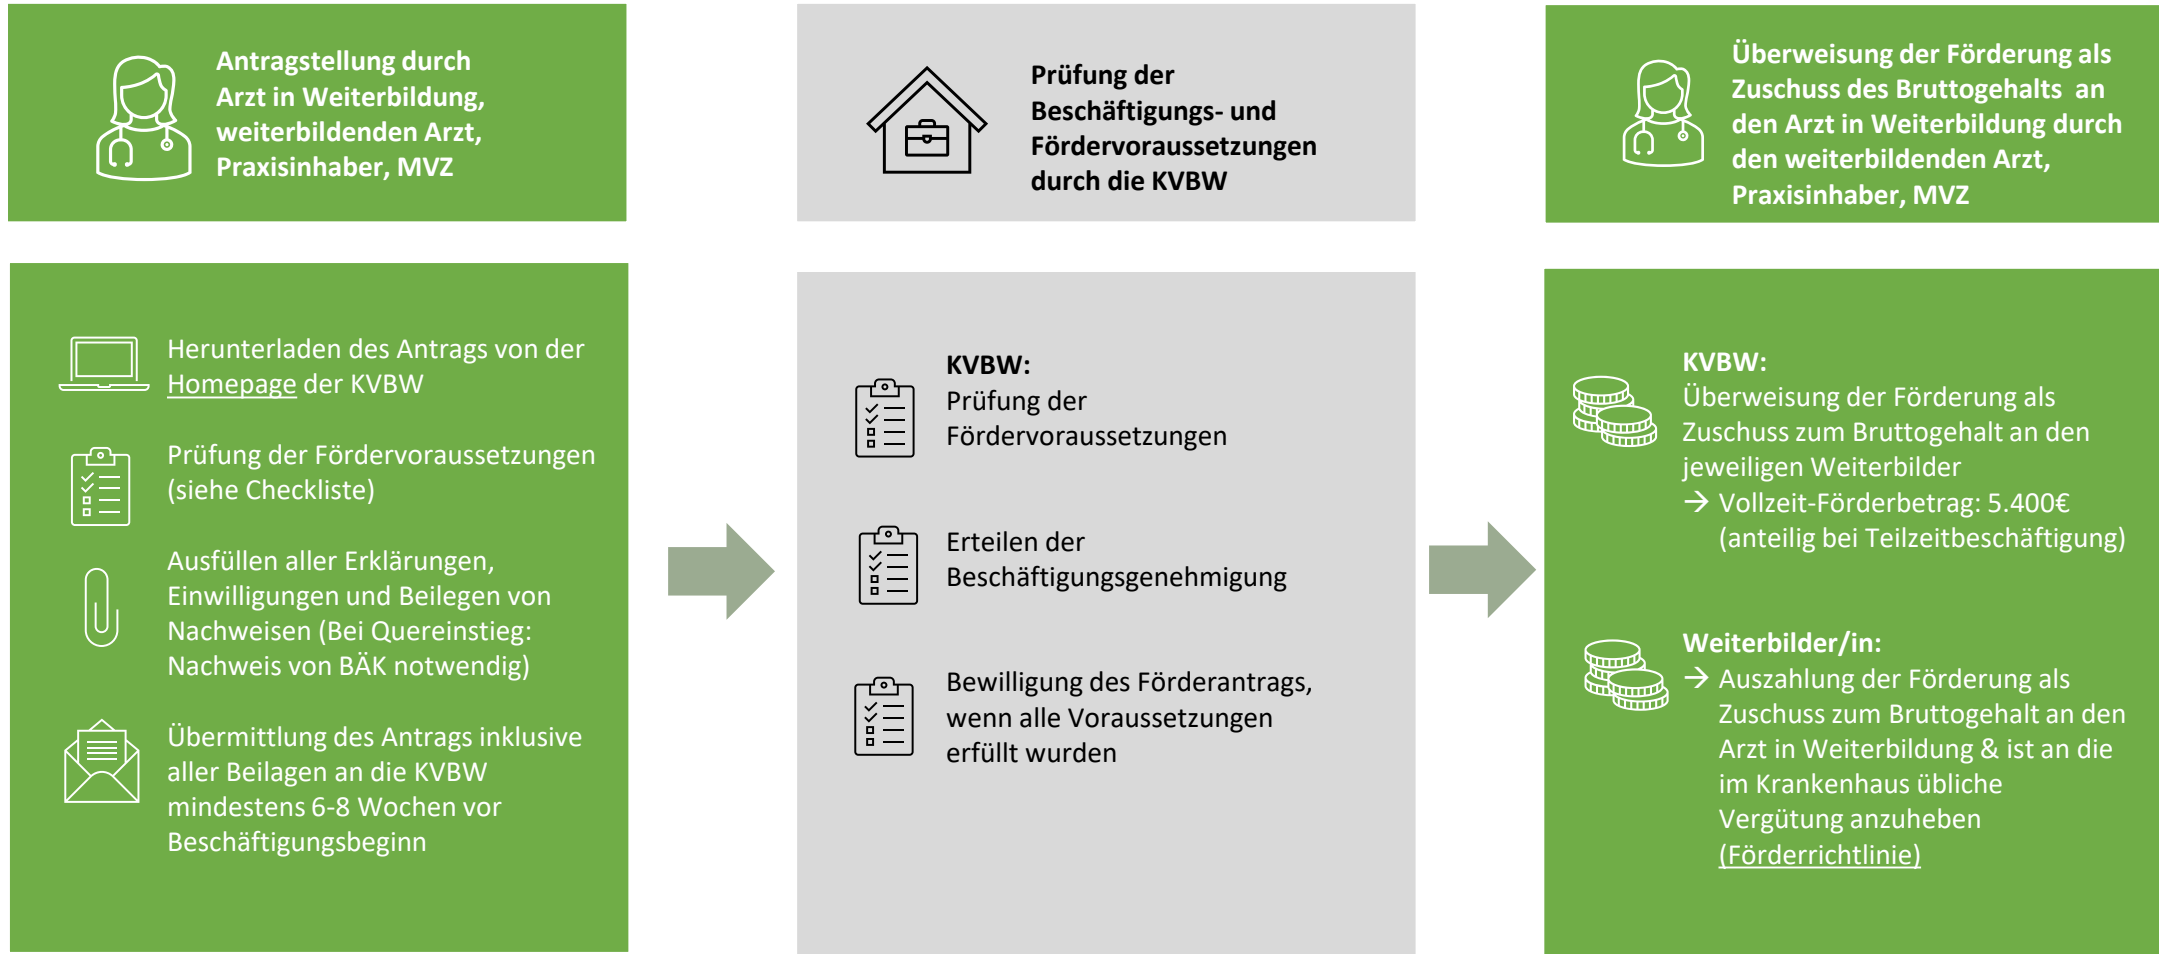 Antragstellung durch
Arzt in Weiterbildung,
weiterbildenden Arzt,
Praxisinhaber, MVZ
Prüfung der
Beschäftigungs- und
Fördervoraussetzungen
durch die KVBW
Überweisung der Förderung als
Zuschuss des Bruttogehalts an
den Arzt in Weiterbildung durch
den weiterbildenden Arzt,
Praxisinhaber, MVZ
Herunterladen des Antrags von der
Homepage der KVBW
Prüfung der Fördervoraussetzungen
(siehe Checkliste)
Ausfüllen aller Erklärungen,
Einwilligungen und Beilegen von
Nachweisen (Bei Quereinstieg:
Nachweis von BÄK notwendig)
Übermittlung des Antrags inklusive
aller Beilagen an die KVBW
mindestens 6-8 Wochen vor
Beschäftigungsbeginn
KVBW:
Prüfung der
Fördervoraussetzungen
Erteilen der
Beschäftigungsgenehmigung
Bewilligung des Förderantrags,
wenn alle Voraussetzungen
erfüllt wurden
KVBW:
Überweisung der Förderung als
Zuschuss zum Bruttogehalt an den
jeweiligen Weiterbilder
→ Vollzeit-Förderbetrag: 5.400€
(anteilig bei Teilzeitbeschäftigung)
Weiterbilder/in:
→ Auszahlung der Förderung als
Zuschuss zum Bruttogehalt an den
Arzt in Weiterbildung & ist an die
im Krankenhaus übliche
Vergütung anzuheben
(Förderrichtlinie)